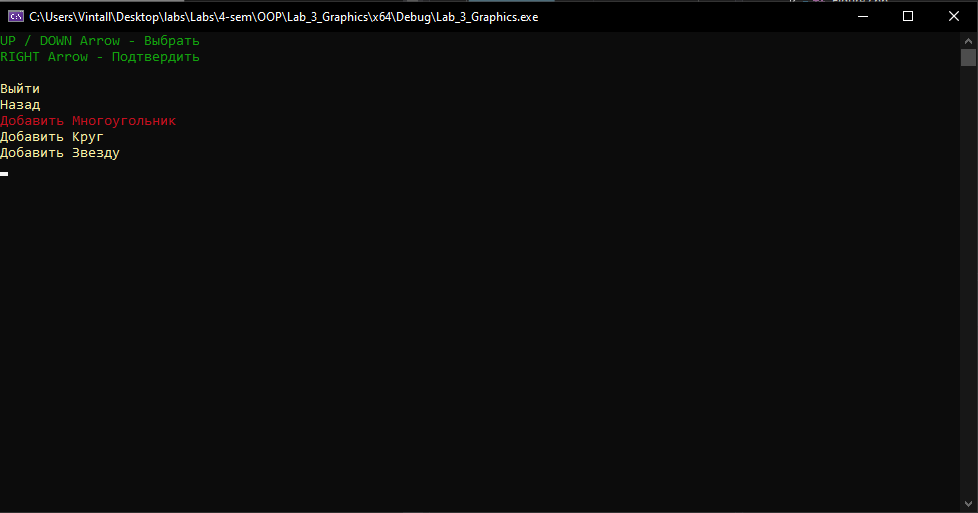 C:\Users\Vintall\Desktop\labs\Labs\4-sem\OOP\Lab_3_Graphics\x64\Debug\Lab_3_Graphics.exe
UP / DOWN Arrow - Выбрать
RIGHT Arrow - Подтвердить
Выйти
Назад
Добавить Многоугольник
Добавить Круг
Добавить Звезду